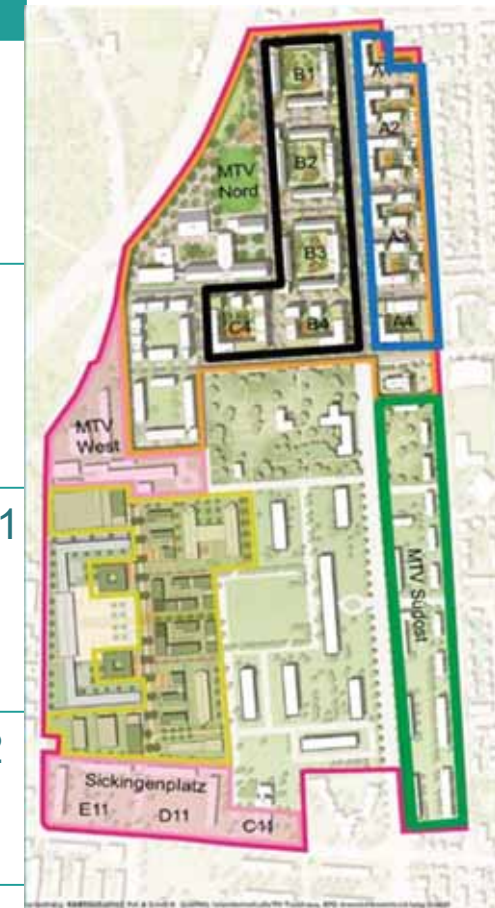 B1
A1
A2
B2
MTV
Nord
A3
B3
C4
B4
A4
MTV
West
1
MTV Südost
2
Sickingenplatz
E11
D11
C11